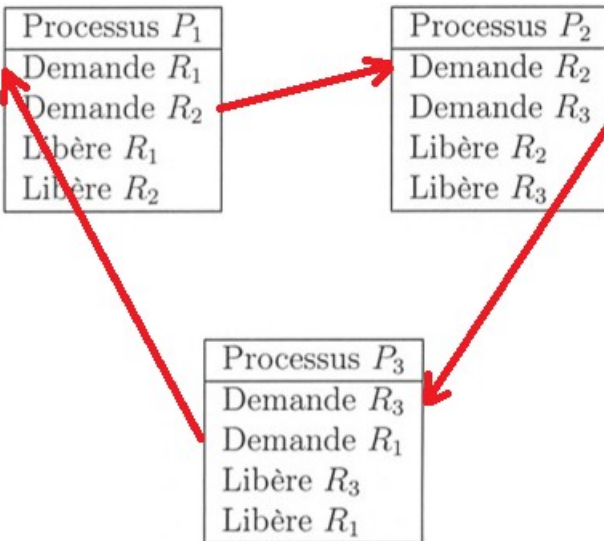 Processus P₁
Demande R₁
Demande R₂
Libère R₁
Libère R₂
Processus P₂
Demande R₂
Demande R₃
Libère R₂
Libère R₃
Processus P₃
Demande R₃
Demande R₁
Libère R₃
Libère R₁